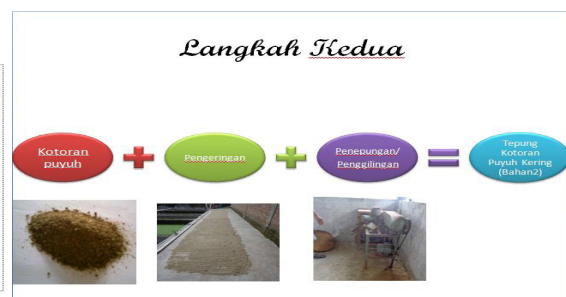 Langkah Kedua
Kotoran
puyuh
Pengeringan
Penepungan/
Penggilingan
Tepung
Kotoran
Puyuh Kering
(Bahan2)